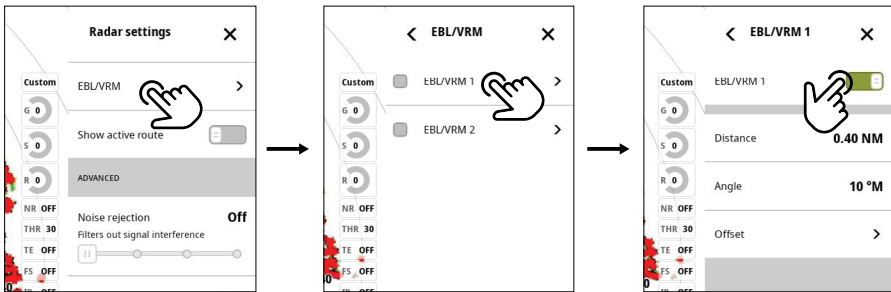 Radar settings
Custom
EBL/VRM
G 0
Show active route
S 0
R 0
ADVANCED
NR OFF
Noise rejection Off
THR 30
Filters out signal interference
TE OFF
FS OFF
0
EBL/VRM
Custom
EBL/VRM 1
G 0
EBL/VRM 2
S 0
R 0
NR OFF
THR 30
TE OFF
FS OFF
0
EBL/VRM 1
Custom
EBL/VRM 1
G 0
Distance 0.40 NM
S 0
R 0
Angle 10 °M
NR OFF
THR 30
Offset
TE OFF
FS OFF
0